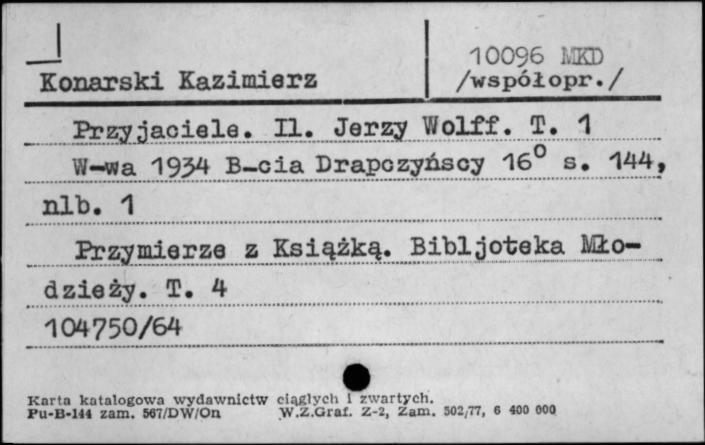 10096 MKD
Konarski Kazimierz /współopr./
Przyjaciele. Il. Jerzy Wolff. T. 1
W-wa 1934 B-cia Drapczyńscy 16° s. 144,
nlb. 1
Przymierze z Książką. Bibljoteka Mło-
dzieży. T. 4
104750/64
Karta katalogowa wydawnictw ciągłych i zwartych.
Pu-B-144 zam. 567/DW/On W.Z.Graf. Z-2, Zam. 502/77, 6 400 000